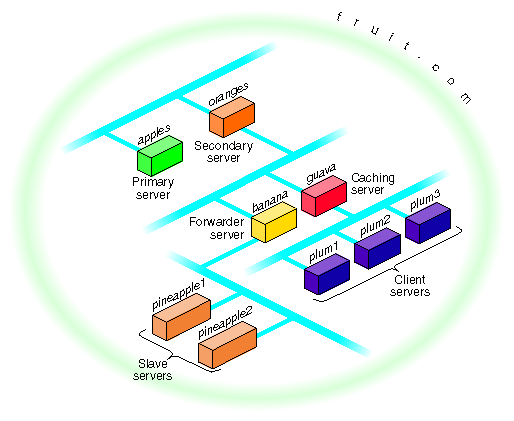 fruit.com
oranges
apples
Secondary
server
Primary
server
guava
Caching
server
banana
Forwarder
server
plum3
plum2
plum1
Client
servers
pineapple1
pineapple2
Slave
servers